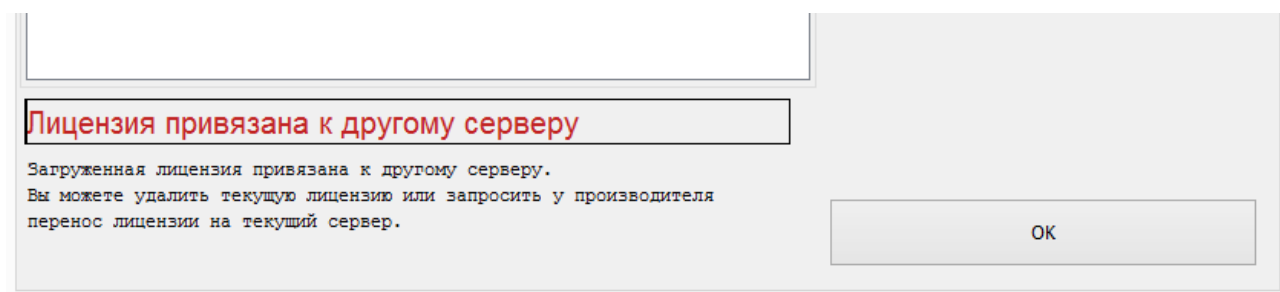 Лицензия привязана к другому серверу
Загруженная лицензия привязана к другому серверу.
Вы можете удалить текущую лицензию или запросить у производителя
перенос лицензии на текущий сервер.
ОК